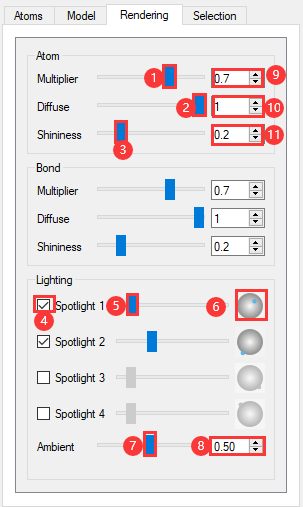 Atoms Model Rendering Selection
Atom
Multiplier 1 0.7 9
Diffuse 2 1 10
Shininess 3 0.2 11
Bond
Multiplier 0.7
Diffuse 1
Shininess 0.2
Lighting
4 Spotlight 1 5 6
Spotlight 2
Spotlight 3
Spotlight 4
Ambient 7 8 0.50